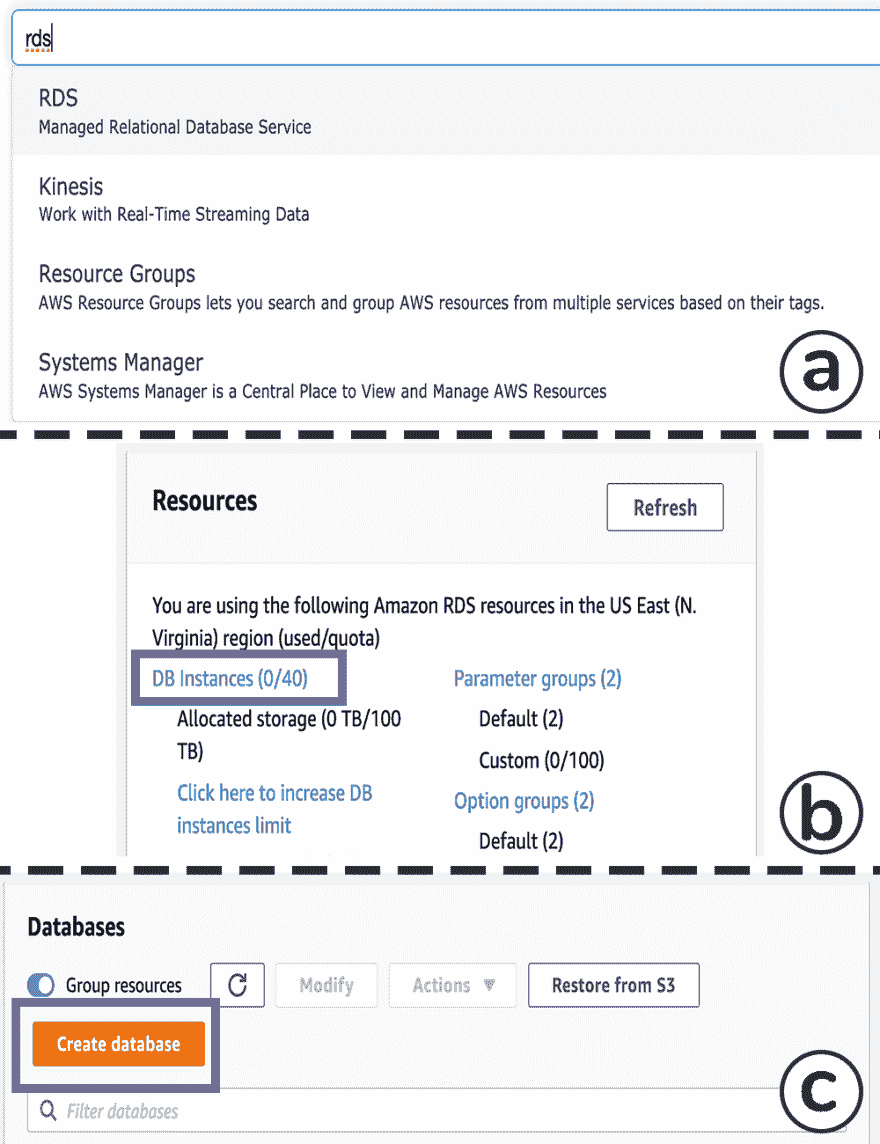 rds
RDS
Managed Relational Database Service
Kinesis
Work with Real-Time Streaming Data
Resource Groups
AWS Resource Groups lets you search and group AWS resources from multiple services based on their tags.
Systems Manager
AWS Systems Manager is a Central Place to View and Manage AWS Resources
a
Resources
Refresh
You are using the following Amazon RDS resources in the US East (N.
Virginia) region (used/quota)
DB Instances (0/40)
Allocated storage (0 TB/100
TB)
Click here to increase DB
instances limit
Parameter groups (2)
Default (2)
Custom (0/100)
Option groups (2)
Default (2)
b
Databases
Group resources
Modify
Actions
Restore from S3
Create database
Filter databases
c